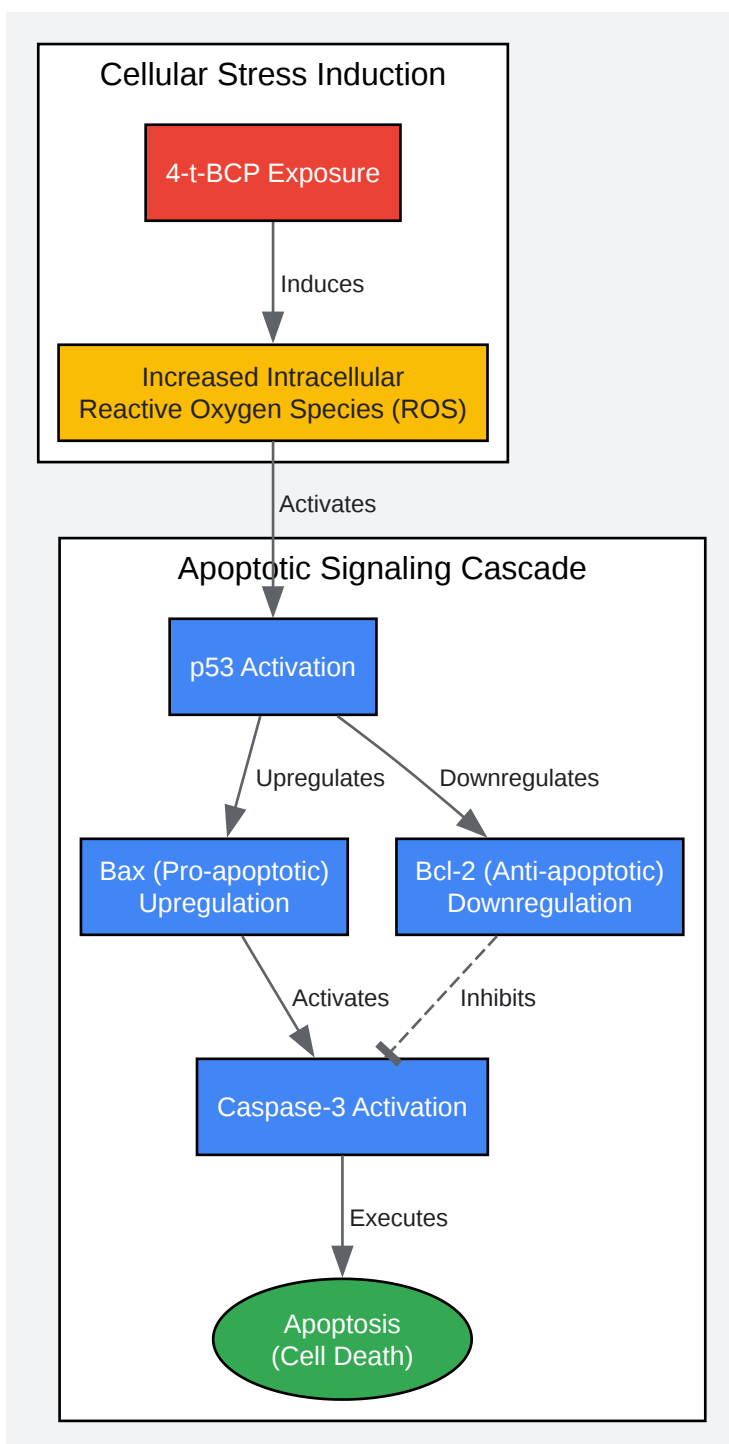 Cellular Stress Induction
4-t-BCP Exposure
Induces
Increased Intracellular
Reactive Oxygen Species (ROS)
Activates
Apoptotic Signaling Cascade
p53 Activation
Upregulates
Downregulates
Bax (Pro-apoptotic)
Upregulation
Bcl-2 (Anti-apoptotic)
Downregulation
Activates
Inhibits
Caspase-3 Activation
Executes
Apoptosis
(Cell Death)